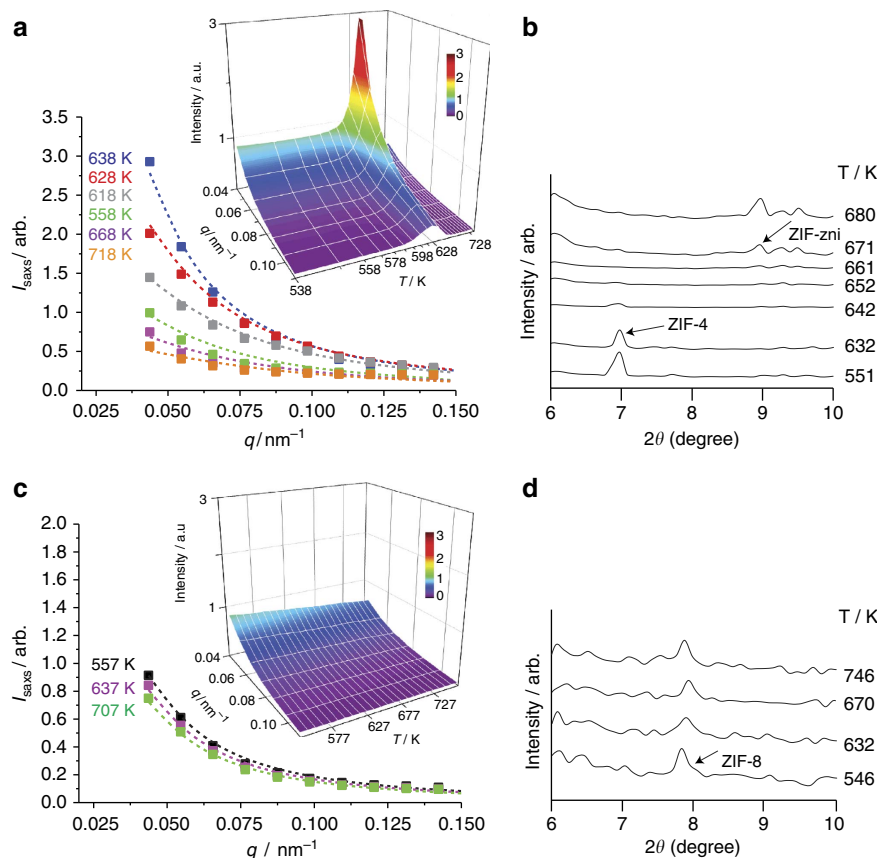 a
3
Intensity / a.u.
1
0.04
0.06
0.08
0.10
q/nm⁻¹
538
558
578
598
628
728
T / K
3
2
1
0
3.5
3.0
2.5
2.0
1.5
1.0
0.5
0.0
I_saxs / arb.
638 K
628 K
618 K
558 K
668 K
718 K
0.025 0.050 0.075 0.100 0.125 0.150
q/ nm⁻¹
b
T / K
680
ZIF-zni
671
661
652
642
ZIF-4
632
551
Intensity / arb.
6 7 8 9 10
2θ (degree)
c
3
Intensity / a.u
1
0.04
0.06
0.08
0.10
q/nm⁻¹
577
627
677
727
T / K
3
2
1
0
2.0
1.8
1.6
1.4
1.2
1.0
0.8
0.6
0.4
0.2
0.0
I_saxs / arb.
557 K
637 K
707 K
0.025 0.050 0.075 0.100 0.125 0.150
q / nm⁻¹
d
T / K
746
670
632
ZIF-8
546
Intensity / arb.
6 7 8 9 10
2θ (degree)